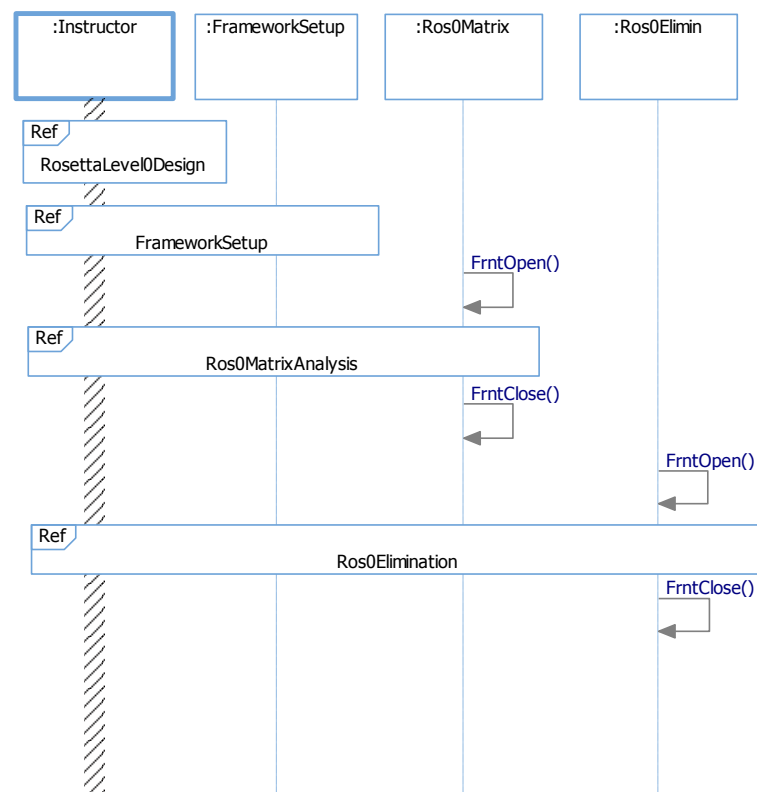 :Instructor
:FrameworkSetup
:Ros0Matrix
:Ros0Elimin
Ref
RosettaLevel0Design
Ref
FrameworkSetup
FrntOpen()
Ref
Ros0MatrixAnalysis
FrntClose()
FrntOpen()
Ref
Ros0Elimination
FrntClose()